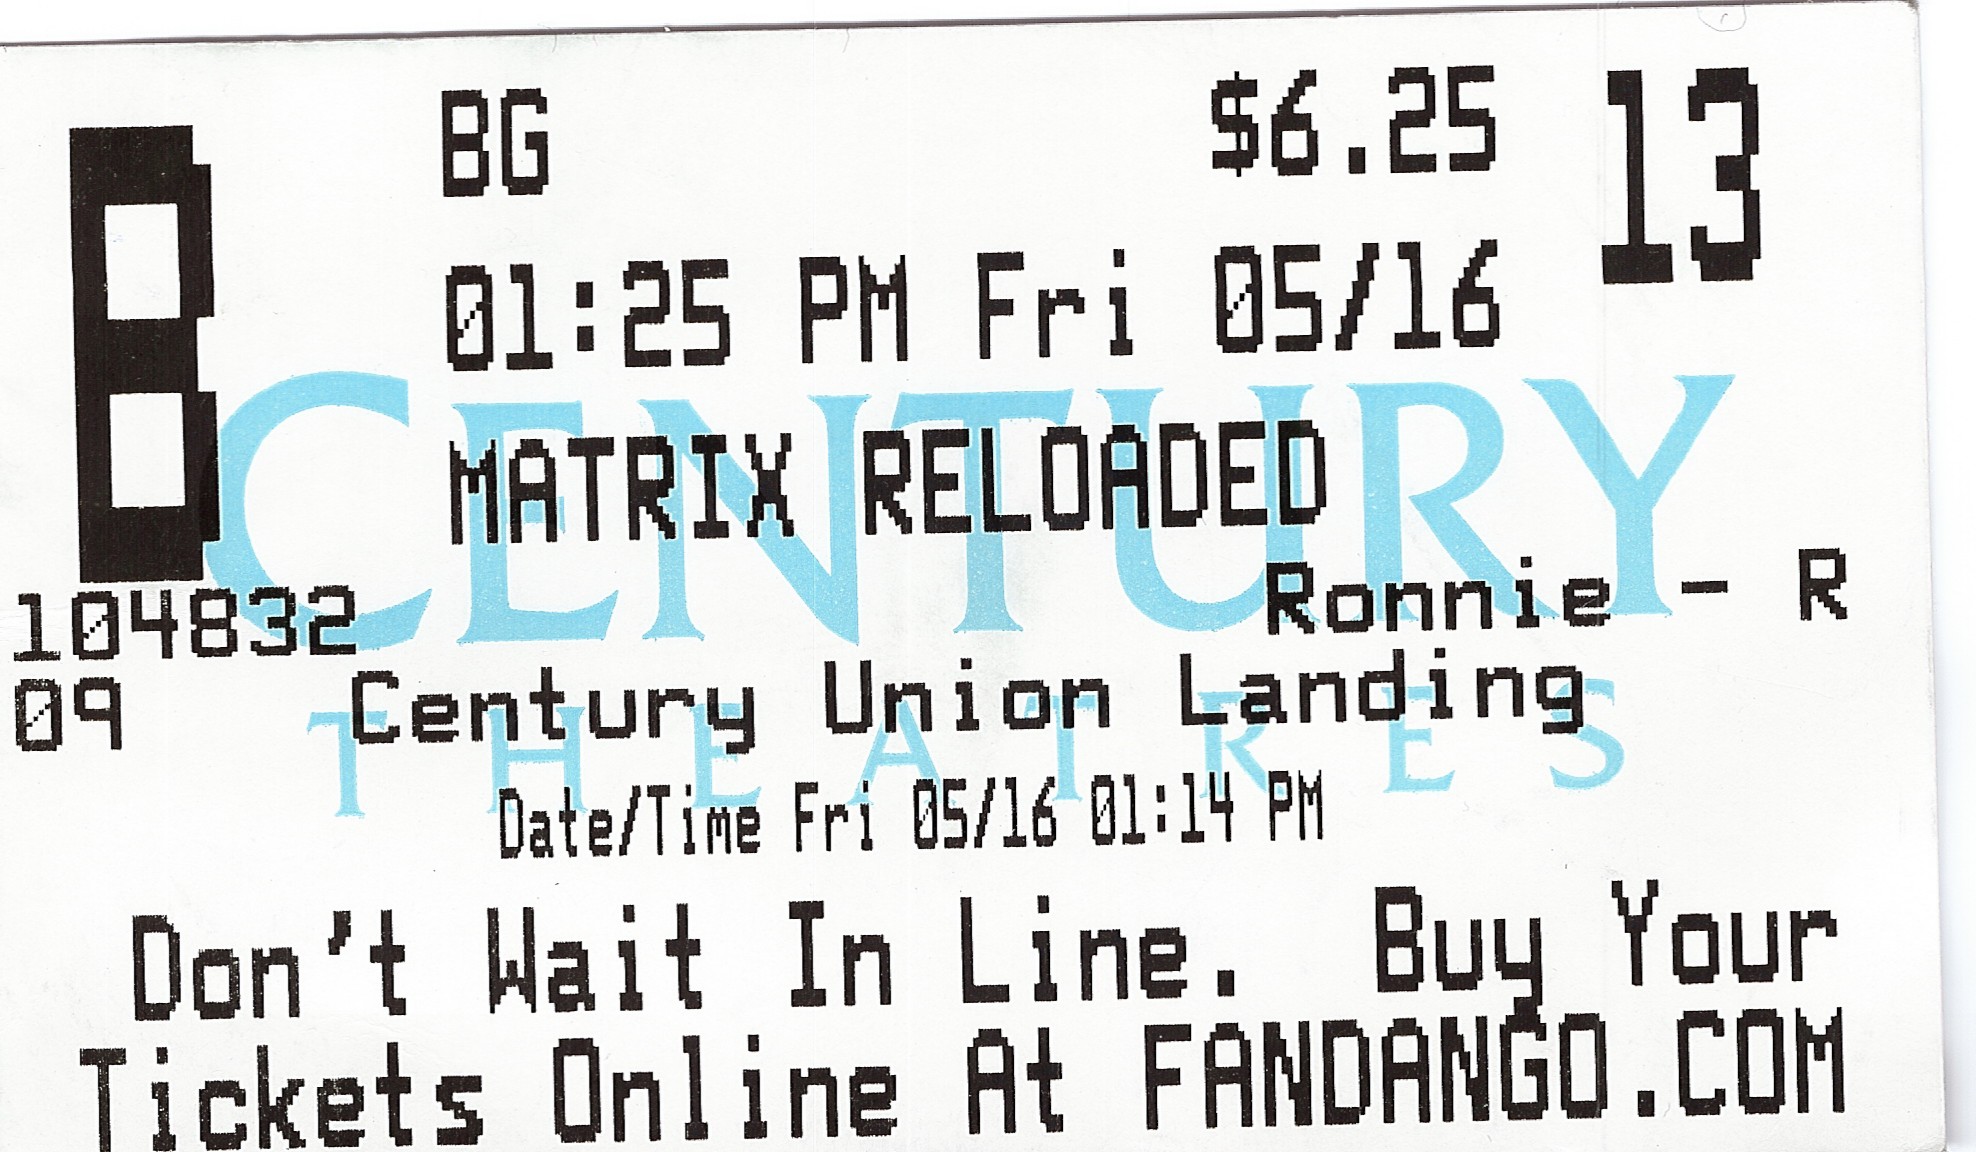 B
BG $6.25 13
01:25 PM Fri 05/16
CENTURY
MATRIX RELOADED
Ronnie - R
104832
09 Century Union Landing
THEATRES
Date/Time Fri 05/16 01:14 PM
Don't Wait In Line. Buy Your
Tickets Online At FANDANGO.COM